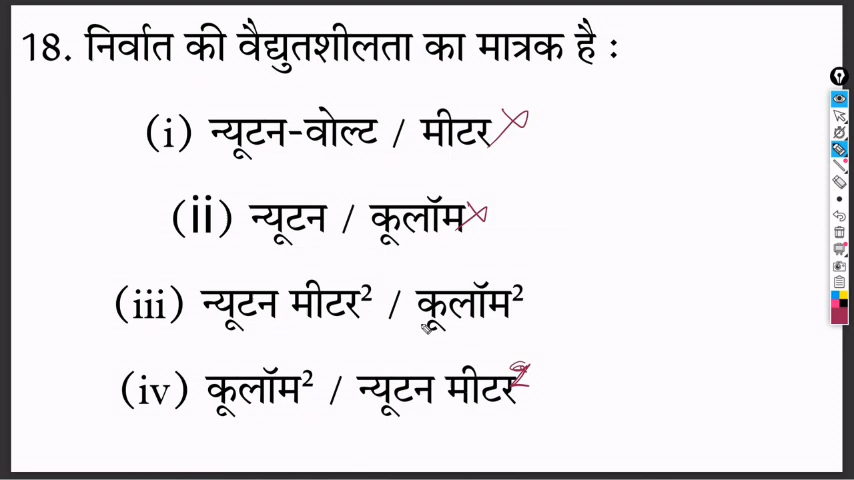 18. निर्वात की वैद्युतशीलता का मात्रक है :
(i) न्यूटन-वोल्ट / मीटर
(ii) न्यूटन / कूलॉम
(iii) न्यूटन मीटर² / कूलॉम²
(iv) कूलॉम² / न्यूटन मीटर²